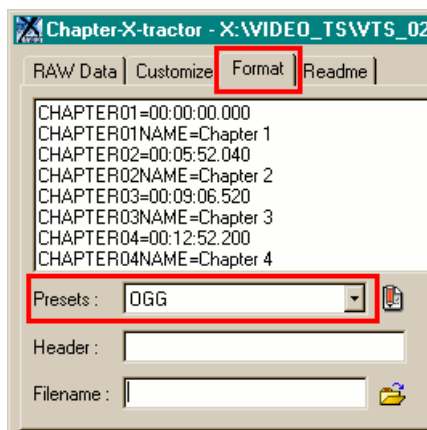 Chapter-X-tractor - X:\VIDEO_TS\VTS_02
RAW Data Customize Format Readme
CHAPTER01=00:00:00.000
CHAPTER01NAME=Chapter 1
CHAPTER02=00:05:52.040
CHAPTER02NAME=Chapter 2
CHAPTER03=00:09:06.520
CHAPTER03NAME=Chapter 3
CHAPTER04=00:12:52.200
CHAPTER04NAME=Chapter 4
Presets : OGG
Header :
Filename :